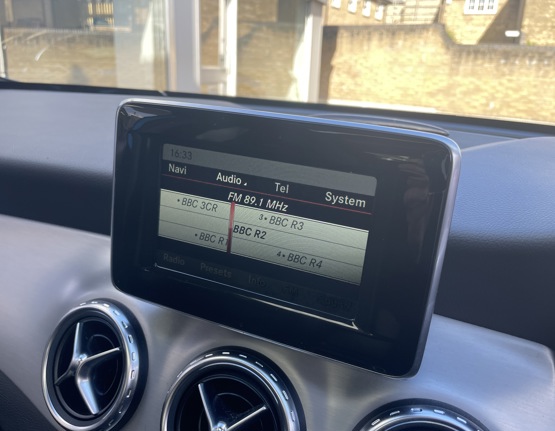 16:33
Navi Audio Tel System
FM 89.1 MHz
BBC 3CR 3 BBC R3
BBC R2
BBC R1 4 BBC R4
Radio Presets